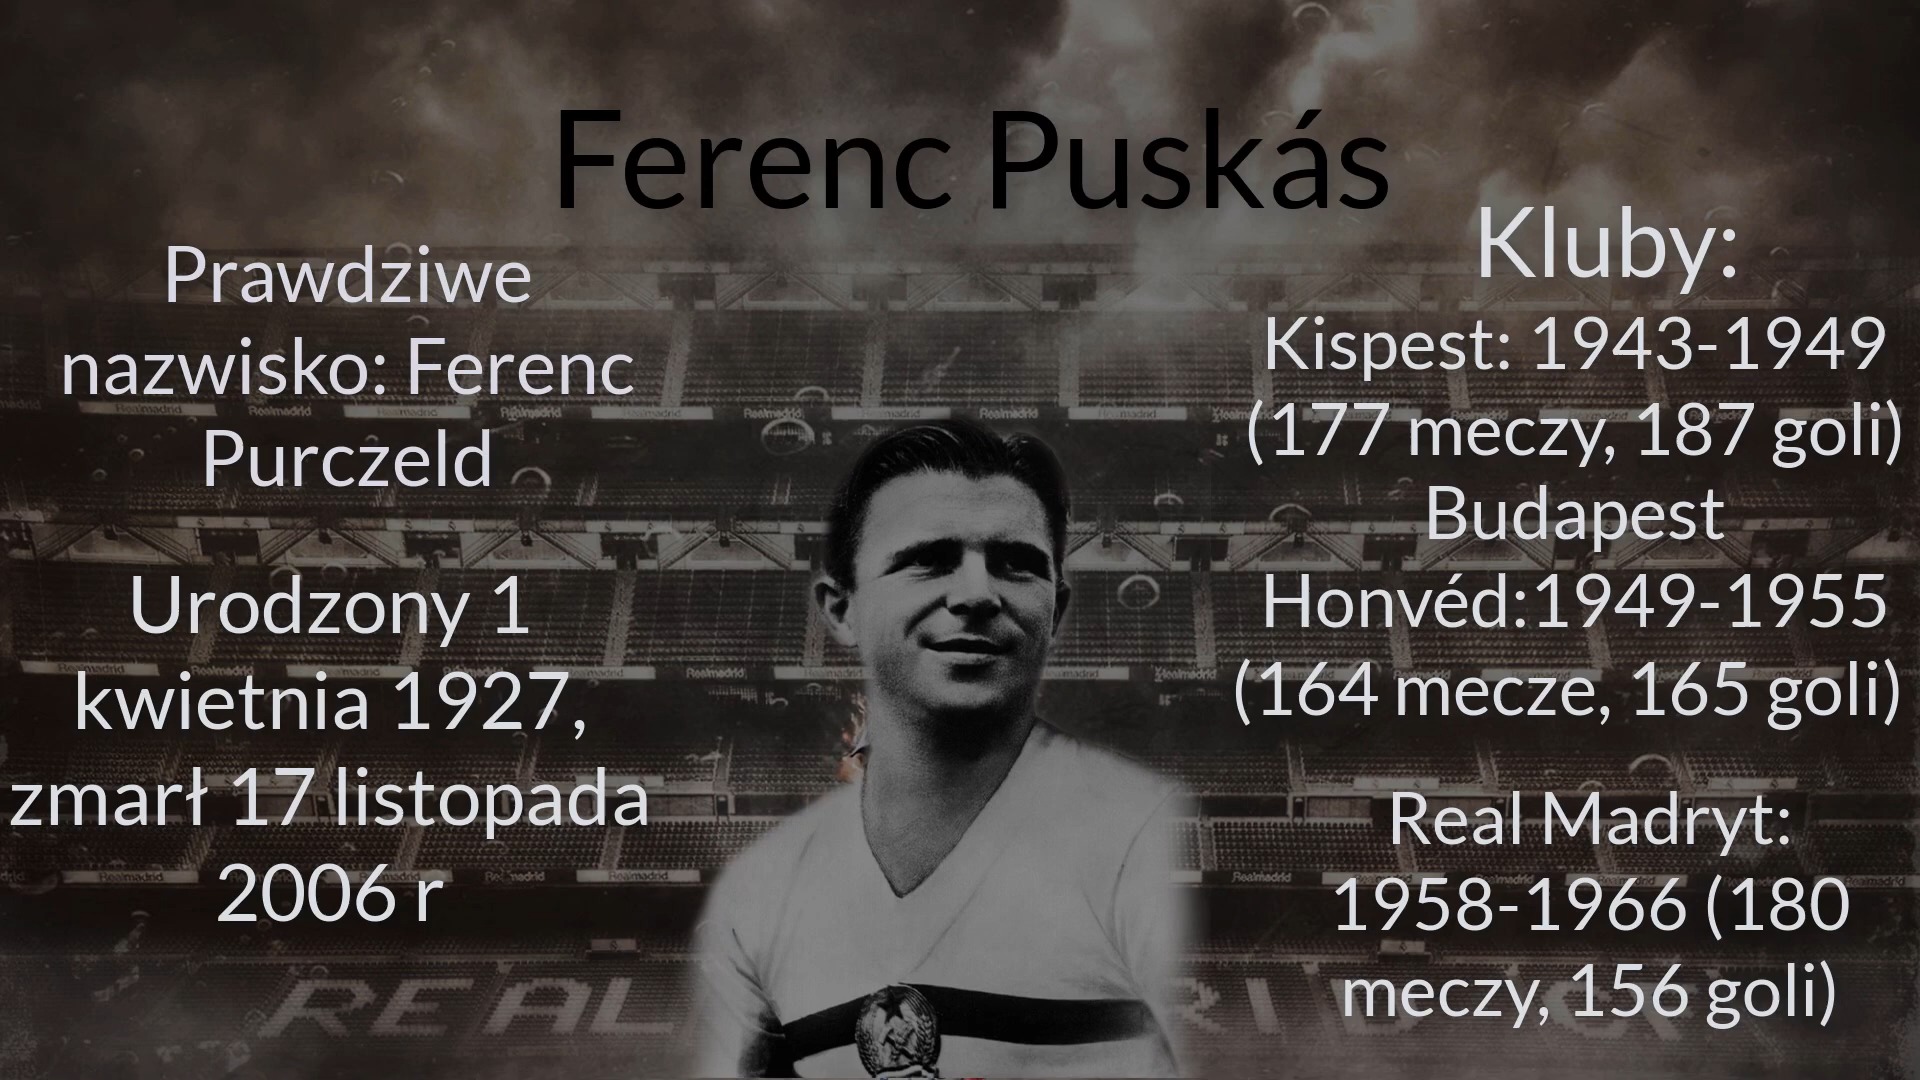 Ferenc Puskás
Prawdziwe
nazwisko: Ferenc
Purczeld
Urodzony 1
kwietnia 1927,
zmarł 17 listopada
2006 r
Kluby:
Kispest: 1943-1949
(177 meczy, 187 goli)
Budapest
Honvéd:1949-1955
(164 mecze, 165 goli)
Real Madryt:
1958-1966 (180
meczy, 156 goli)
REAL